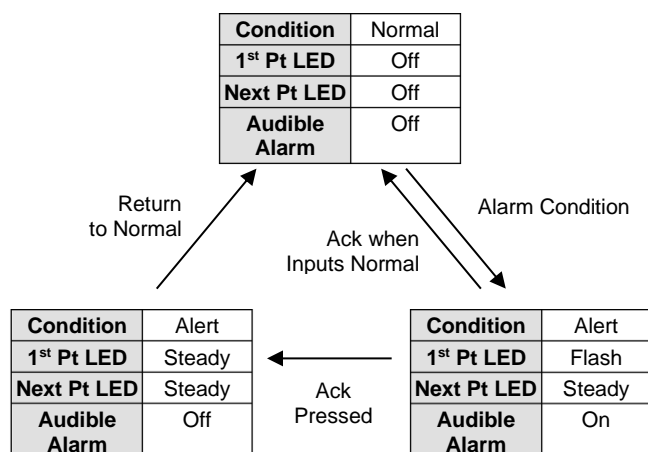 Condition Normal
1st Pt LED Off
Next Pt LED Off
Audible Off
Alarm
Return
to Normal
Ack when
Inputs Normal
Alarm Condition
Condition Alert
1st Pt LED Steady
Next Pt LED Steady
Audible Off
Alarm
Ack
Pressed
Condition Alert
1st Pt LED Flash
Next Pt LED Steady
Audible On
Alarm